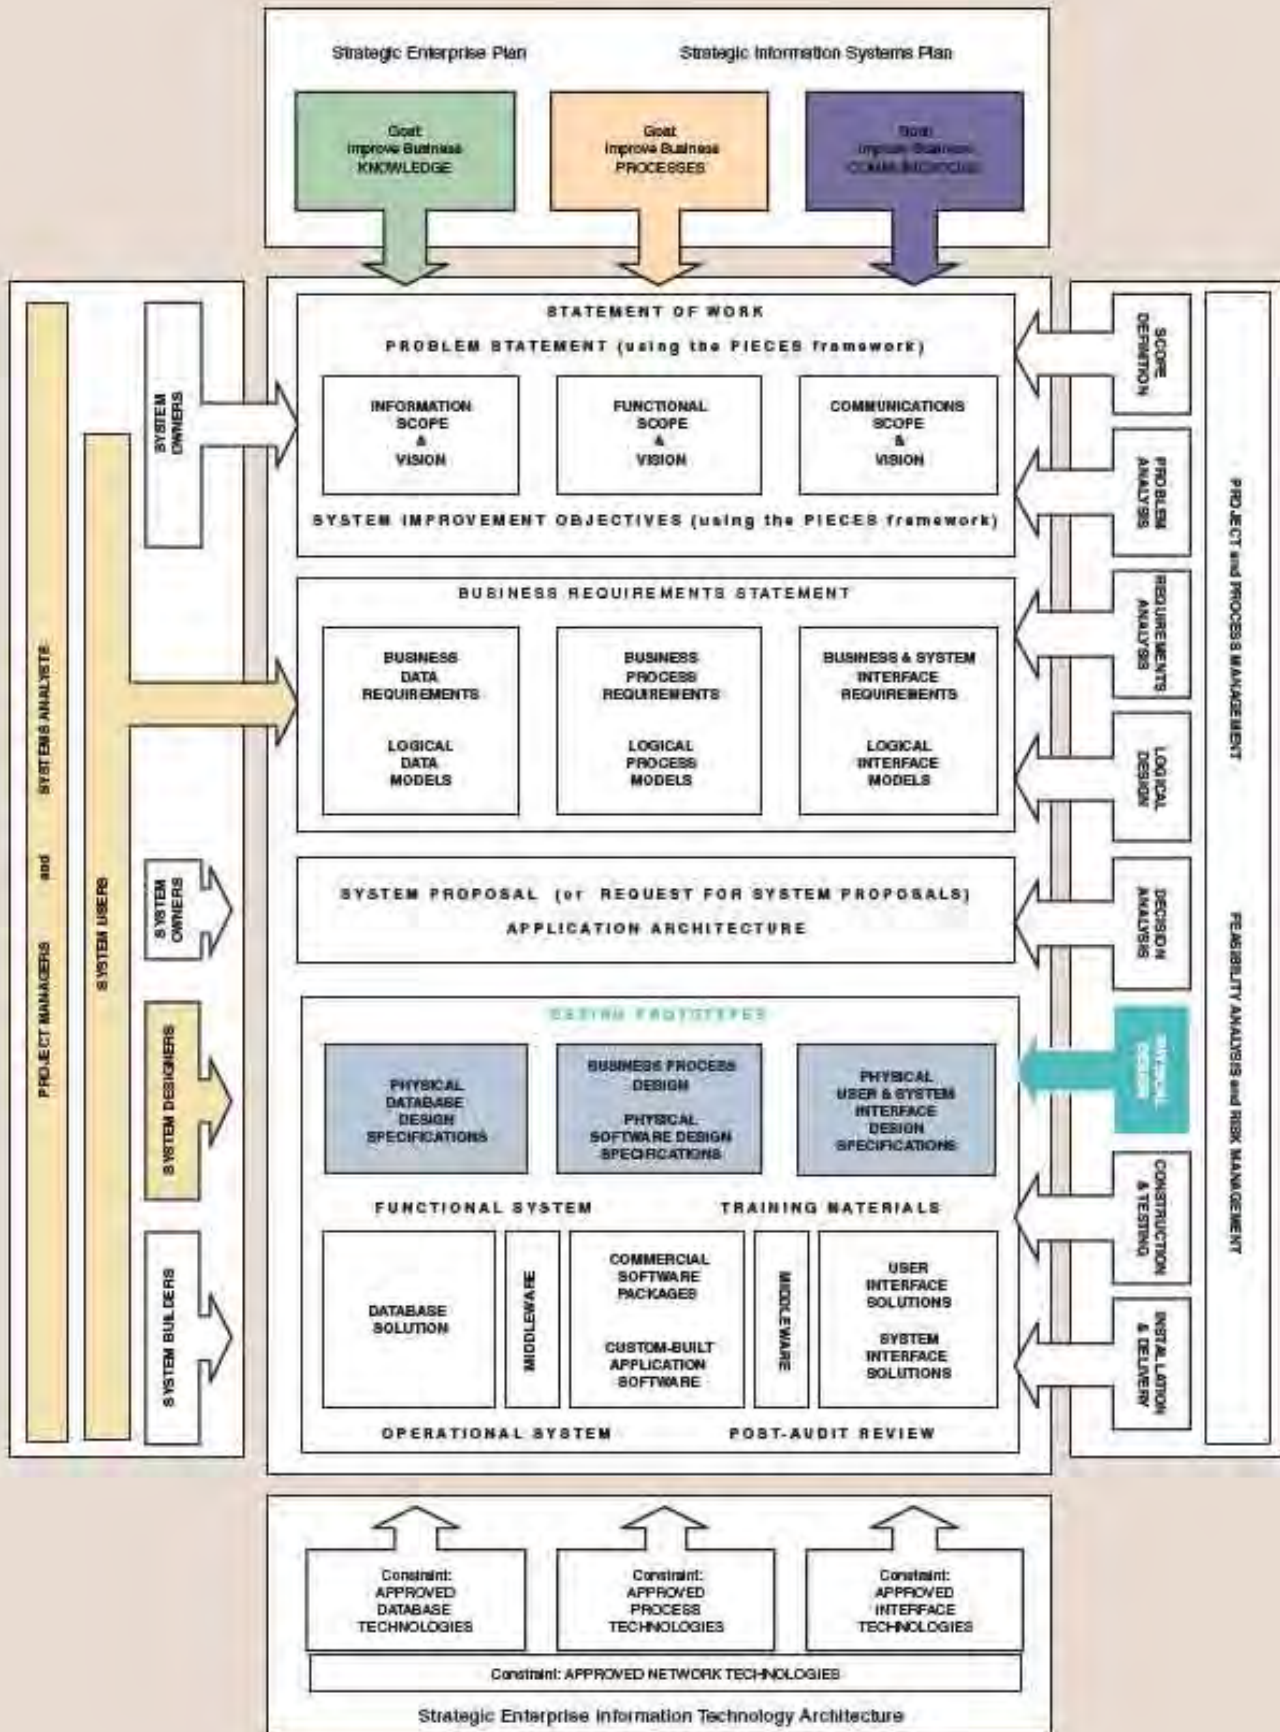 Strategic Enterprise Plan
Strategic Information Systems Plan
Goal:
Improve Business
KNOWLEDGE
Goal:
Improve Business
PROCESSES
Goal:
Improve Business
STATEMENT OF WORK
PROBLEM STATEMENT (using the PIECES framework)
INFORMATION
SCOPE
&
VISION
FUNCTIONAL
SCOPE
&
VISION
COMMUNICATIONS
SCOPE
&
VISION
SYSTEM IMPROVEMENT OBJECTIVES (using the PIECES framework)
BUSINESS REQUIREMENTS STATEMENT
BUSINESS
DATA
REQUIREMENTS
LOGICAL
DATA
MODELS
BUSINESS
PROCESS
REQUIREMENTS
LOGICAL
PROCESS
MODELS
BUSINESS & SYSTEM
INTERFACE
REQUIREMENTS
LOGICAL
INTERFACE
MODELS
SYSTEM PROPOSAL (or REQUEST FOR SYSTEM PROPOSALS)
APPLICATION ARCHITECTURE
DESIGN PROTOTYPES
PHYSICAL
DATABASE
DESIGN
SPECIFICATIONS
BUSINESS PROCESS
DESIGN
PHYSICAL
SOFTWARE DESIGN
SPECIFICATIONS
PHYSICAL
USER & SYSTEM
INTERFACE
DESIGN
SPECIFICATIONS
FUNCTIONAL SYSTEM
TRAINING MATERIALS
DATABASE
SOLUTION
MIDDLEWARE
COMMERCIAL
SOFTWARE
PACKAGES
CUSTOM-BUILT
APPLICATION
SOFTWARE
MIDDLEWARE
USER
INTERFACE
SOLUTIONS
SYSTEM
INTERFACE
SOLUTIONS
OPERATIONAL SYSTEM
POST-AUDIT REVIEW
PROJECT MANAGERS and SYSTEMS ANALYSTS
SYSTEM USERS
SYSTEM
OWNERS
SYSTEM
OWNERS
SYSTEM DESIGNERS
SYSTEM BUILDERS
SCOPE
DEFINITION
PROBLEM
ANALYSIS
REQUIREMENTS
ANALYSIS
LOGICAL
DESIGN
DECISION
ANALYSIS
PHYSICAL
DESIGN
CONSTRUCTION
& TESTING
INSTALLATION
& DELIVERY
PROJECT and PROCESS MANAGEMENT
FEASIBILITY ANALYSIS and RISK MANAGEMENT
Constraint:
APPROVED
DATABASE
TECHNOLOGIES
Constraint:
APPROVED
PROCESS
TECHNOLOGIES
Constraint:
APPROVED
INTERFACE
TECHNOLOGIES
Constraint: APPROVED NETWORK TECHNOLOGIES
Strategic Enterprise Information Technology Architecture